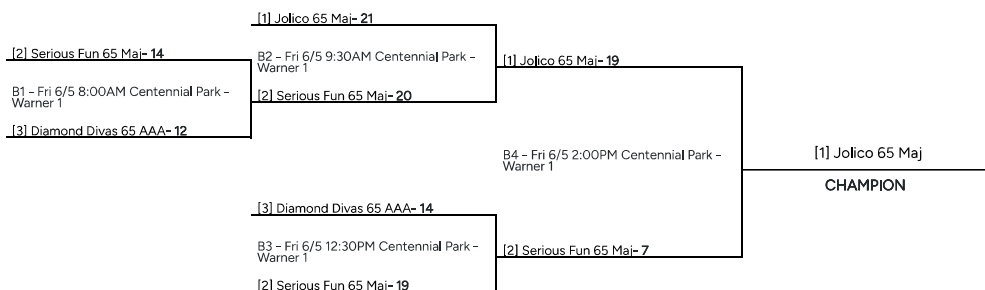 [1] Jolico 65 Maj- 21
[2] Serious Fun 65 Maj- 14
B2 - Fri 6/5 9:30AM Centennial Park -
Warner 1
[1] Jolico 65 Maj- 19
B1 - Fri 6/5 8:00AM Centennial Park -
Warner 1
[2] Serious Fun 65 Maj- 20
[3] Diamond Divas 65 AAA- 12
B4 - Fri 6/5 2:00PM Centennial Park -
Warner 1
[1] Jolico 65 Maj
CHAMPION
[3] Diamond Divas 65 AAA- 14
B3 - Fri 6/5 12:30PM Centennial Park -
Warner 1
[2] Serious Fun 65 Maj- 7
[2] Serious Fun 65 Maj- 19